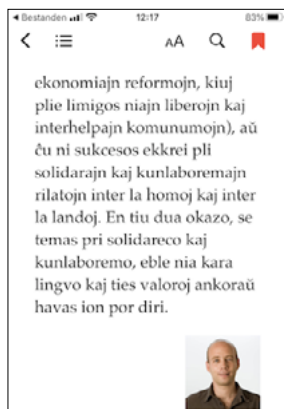 Bestanden 12:17 83%
AA
ekonomiajn reformojn, kiuj
plie limigos niajn liberojn kaj
interhelpajn komunumojn), aŭ
ĉu ni sukcesos ekkrei pli
solidarajn kaj kunlaboremajn
rilatojn inter la homoj kaj inter
la landoj. En tiu dua okazo, se
temas pri solidareco kaj
kunlaboremo, eble nia kara
lingvo kaj ties valoroj ankoraŭ
havas ion por diri.